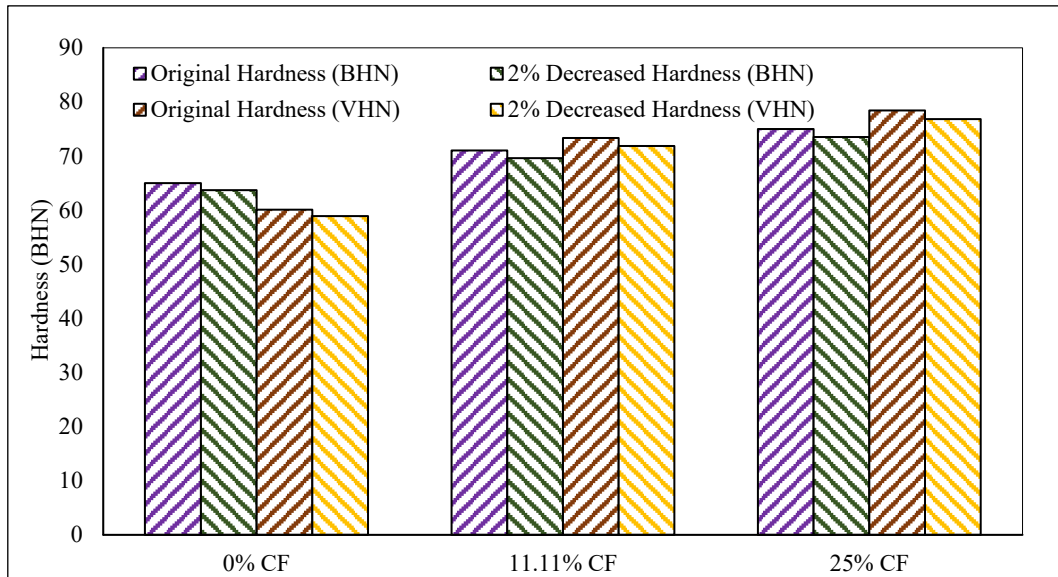 90
80
70
60
50
40
30
20
10
0
Hardness (BHN)
Original Hardness (BHN) 2% Decreased Hardness (BHN)
Original Hardness (VHN) 2% Decreased Hardness (VHN)
0% CF 11.11% CF 25% CF